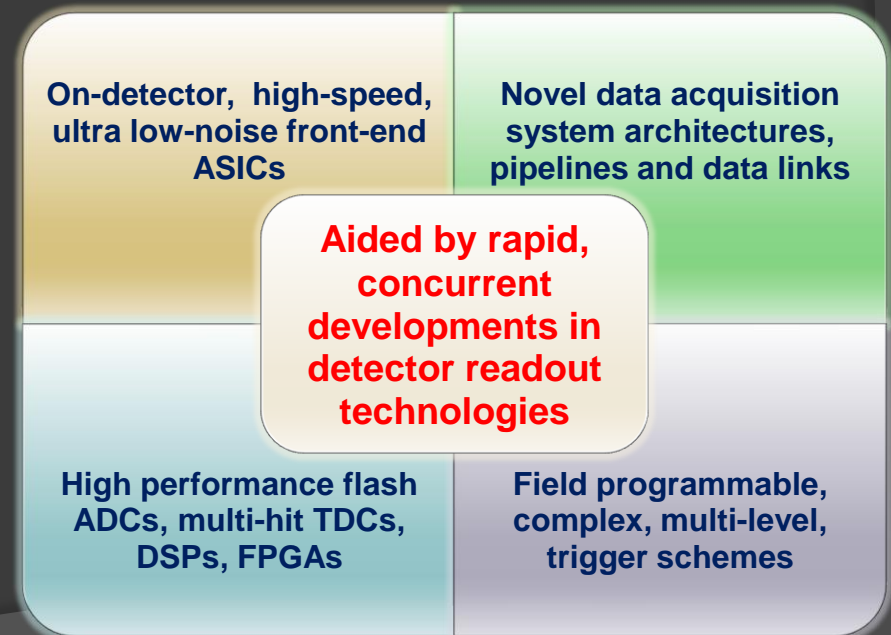 On-detector, high-speed,
ultra low-noise front-end
ASICs
Novel data acquisition
system architectures,
pipelines and data links
Aided by rapid,
concurrent
developments in
detector readout
technologies
High performance flash
ADCs, multi-hit TDCs,
DSPs, FPGAs
Field programmable,
complex, multi-level,
trigger schemes